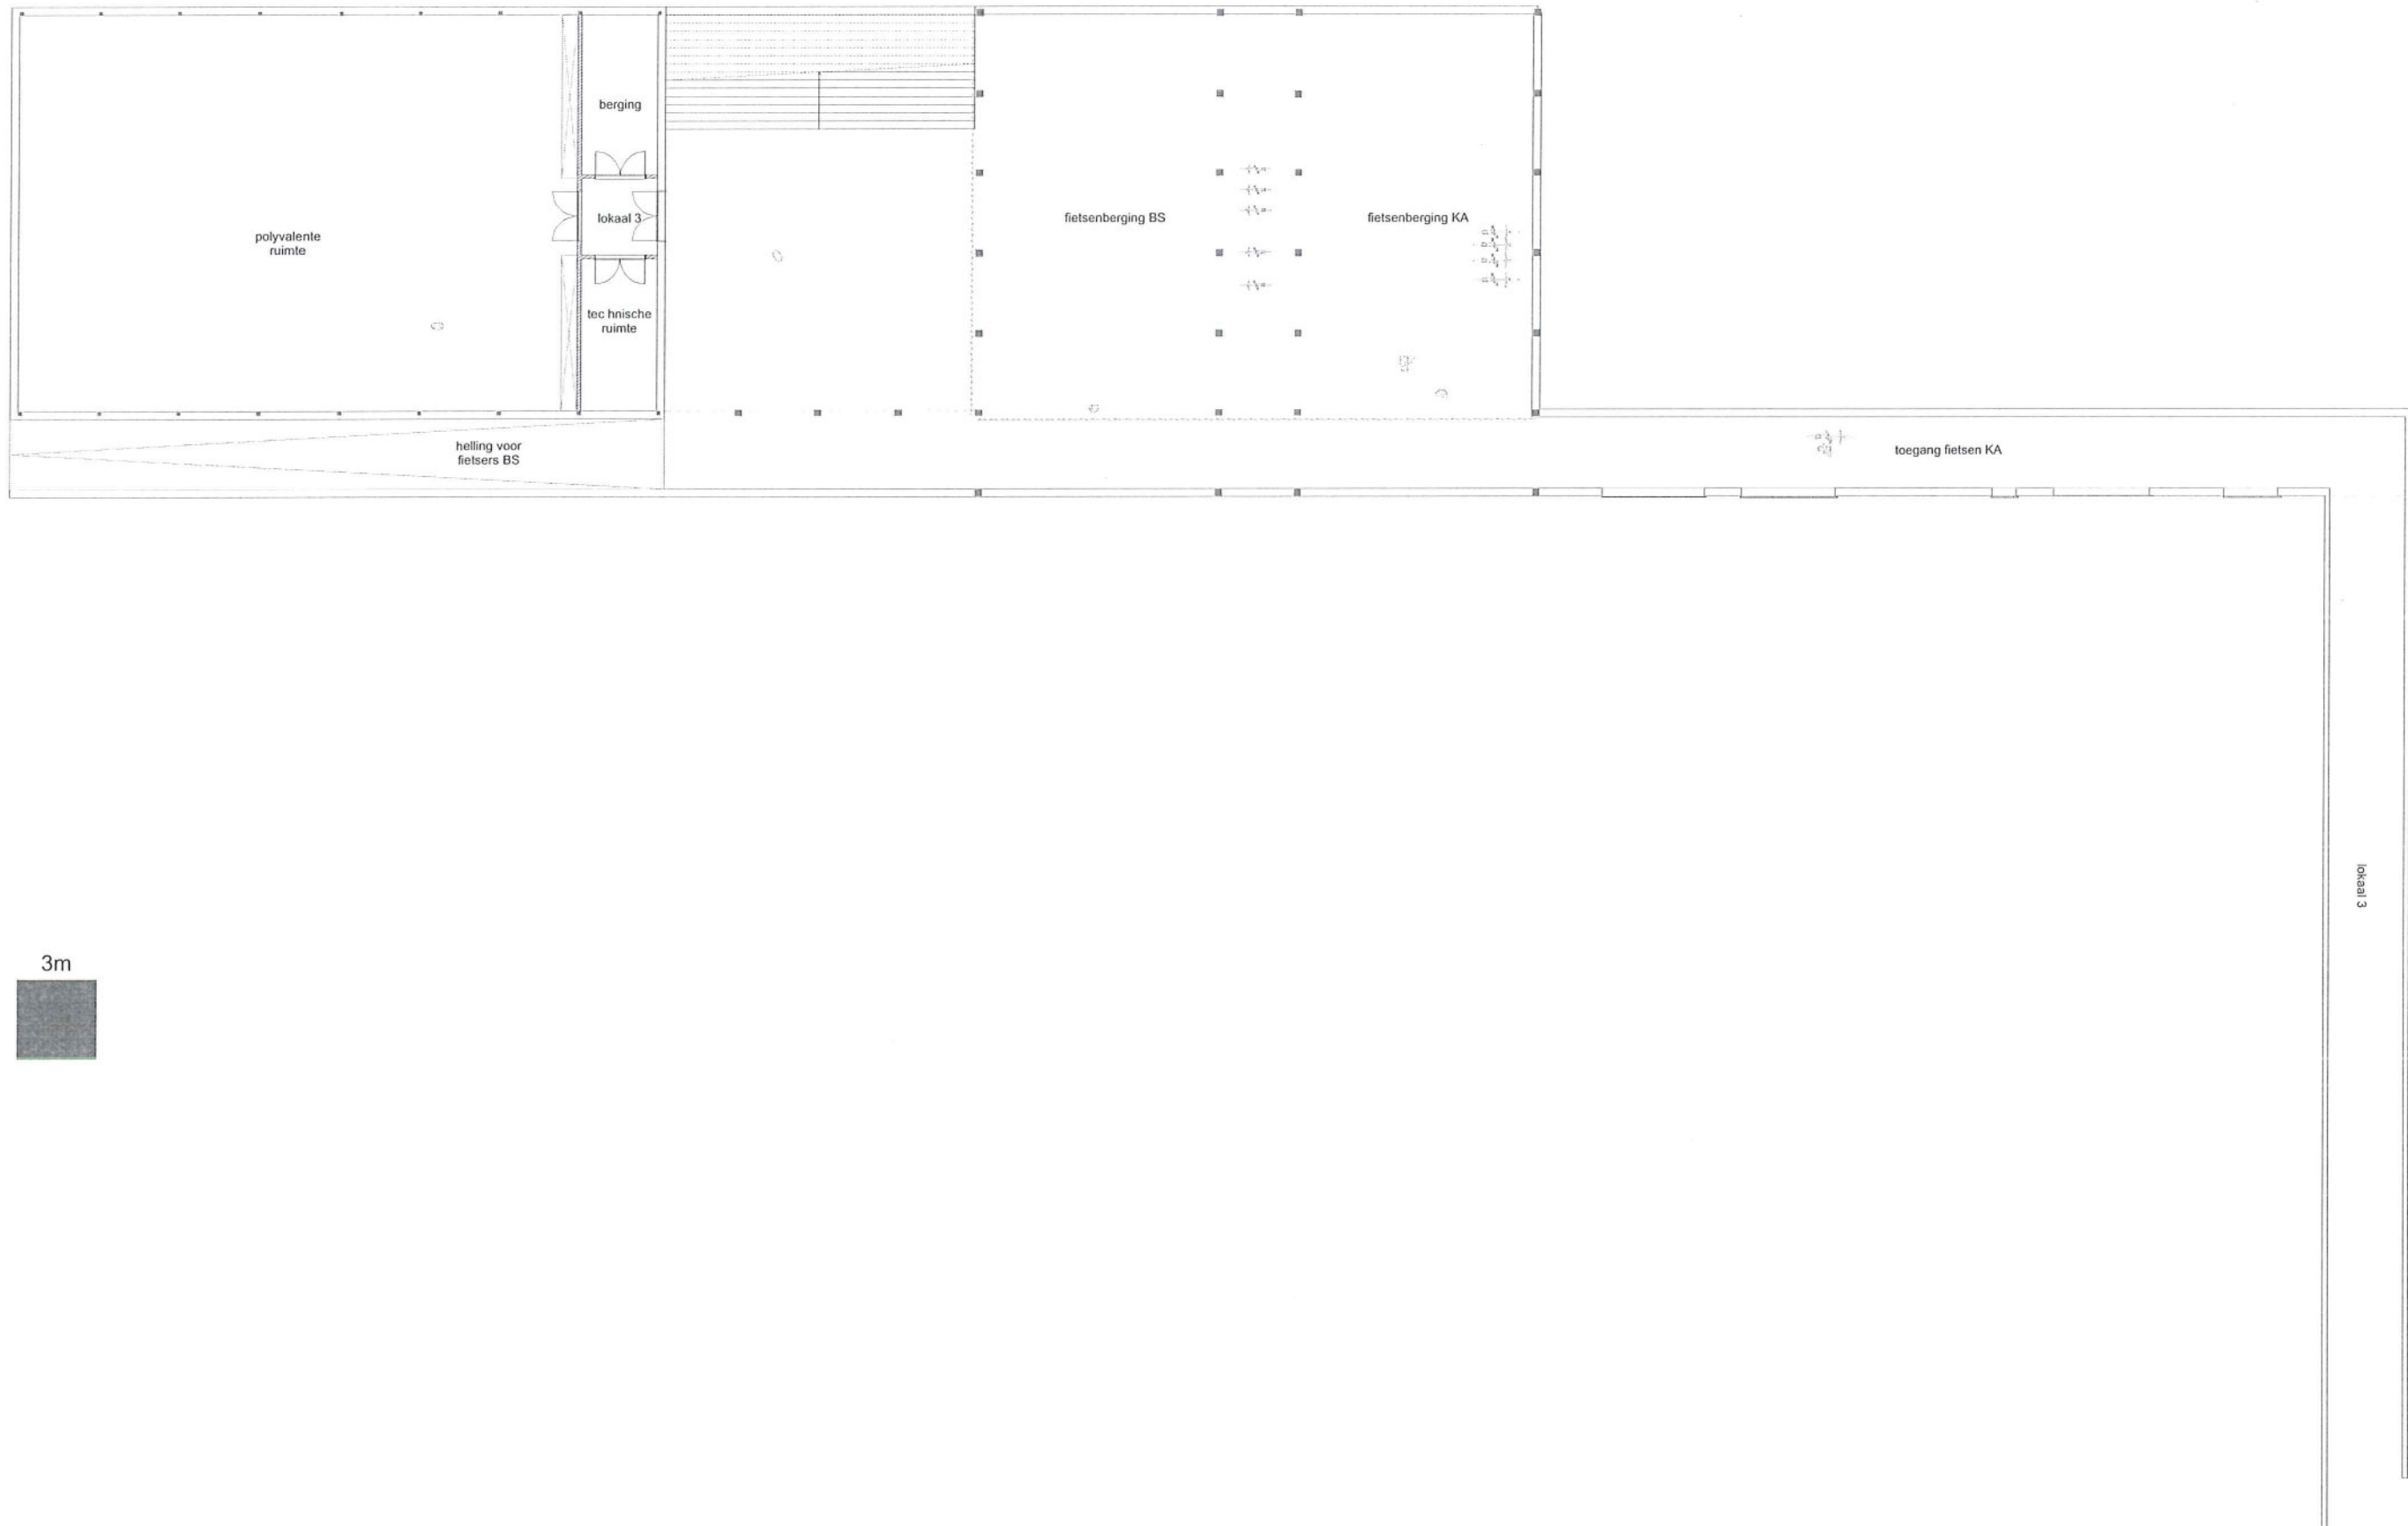 berging
lokaal 3
fietsenberging BS
fietsenberging KA
polyvalente
ruimte
tec hnische
ruimte
helling voor
fietsers BS
toegang fietsen KA
lokaal 3
3m